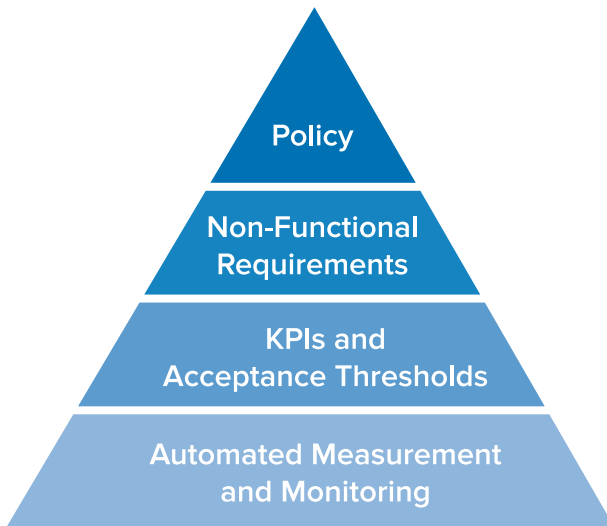 Policy
Non-Functional
Requirements
KPIs and
Acceptance Thresholds
Automated Measurement
and Monitoring